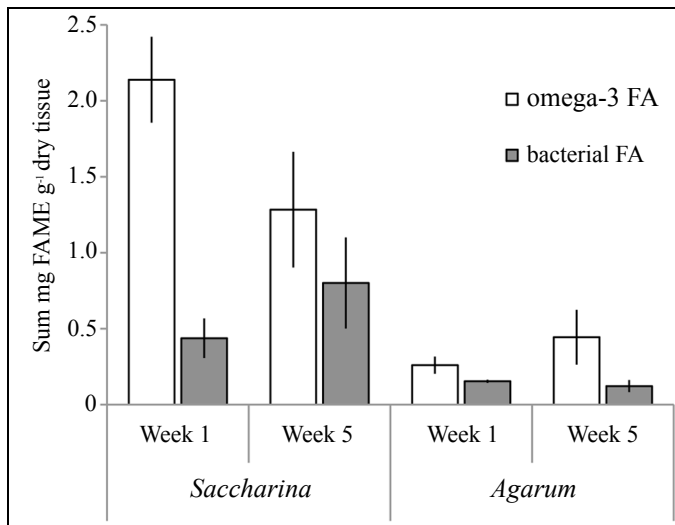 Sum mg FAME g⁻¹ dry tissue
2.5
2.0
1.5
1.0
0.5
0
omega-3 FA
bacterial FA
Week 1 Week 5 Week 1 Week 5
Saccharina Agarum